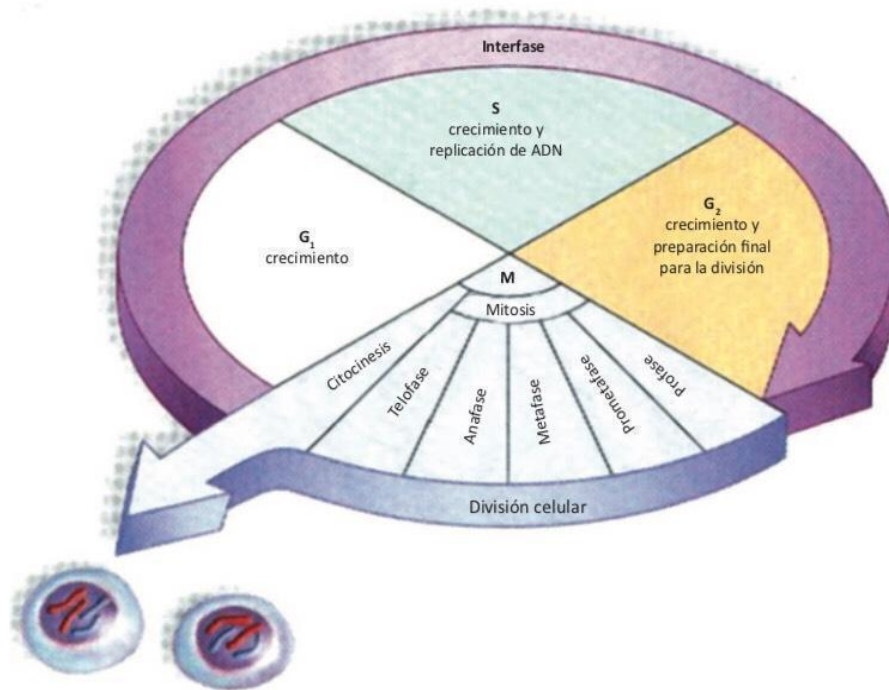 Interfase
S
crecimiento y
replicación de ADN
G₁
crecimiento
G₂
crecimiento y
preparación final
para la división
M
Mitosis
Citocinesis
Telofase
Anafase
Metafase
Prometafase
Profase
División celular